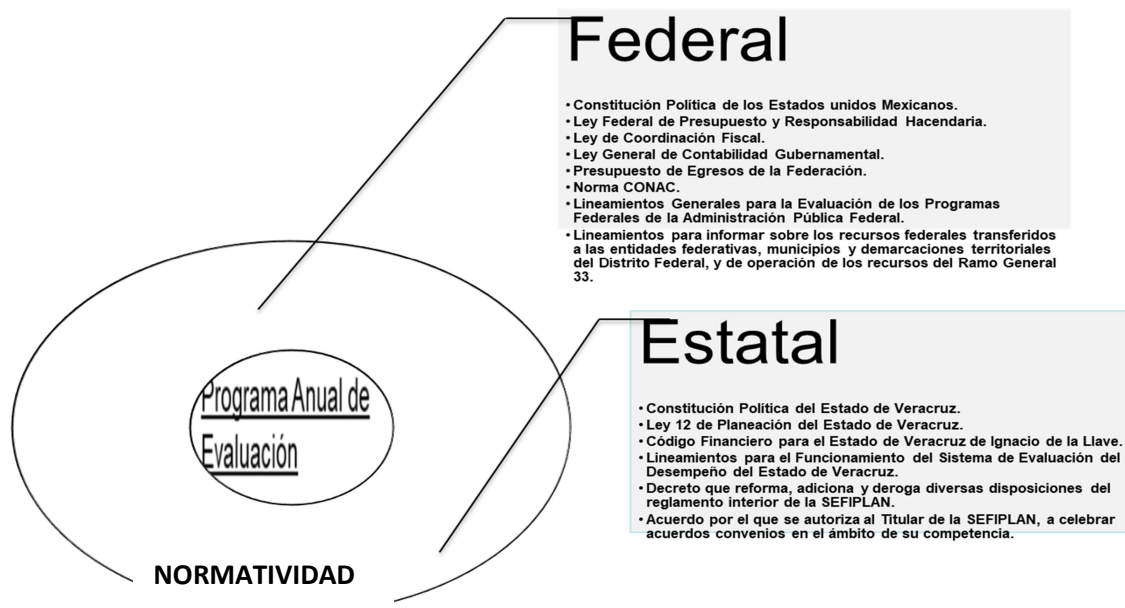 Federal
• Constitución Política de los Estados unidos Mexicanos.
• Ley Federal de Presupuesto y Responsabilidad Hacendaria.
• Ley de Coordinación Fiscal.
• Ley General de Contabilidad Gubernamental.
• Presupuesto de Egresos de la Federación.
• Norma CONAC.
• Lineamientos Generales para la Evaluación de los Programas
Federales de la Administración Pública Federal.
• Lineamientos para informar sobre los recursos federales transferidos
a las entidades federativas, municipios y demarcaciones territoriales
del Distrito Federal, y de operación de los recursos del Ramo General
33.
Estatal
• Constitución Política del Estado de Veracruz.
• Ley 12 de Planeación del Estado de Veracruz.
• Código Financiero para el Estado de Veracruz de Ignacio de la Llave.
• Lineamientos para el Funcionamiento del Sistema de Evaluación del
Desempeño del Estado de Veracruz.
• Decreto que reforma, adiciona y deroga diversas disposiciones del
reglamento interior de la SEFIPLAN.
• Acuerdo por el que se autoriza al Titular de la SEFIPLAN, a celebrar
acuerdos convenios en el ámbito de su competencia.
Programa Anual de
Evaluación
NORMATIVIDAD